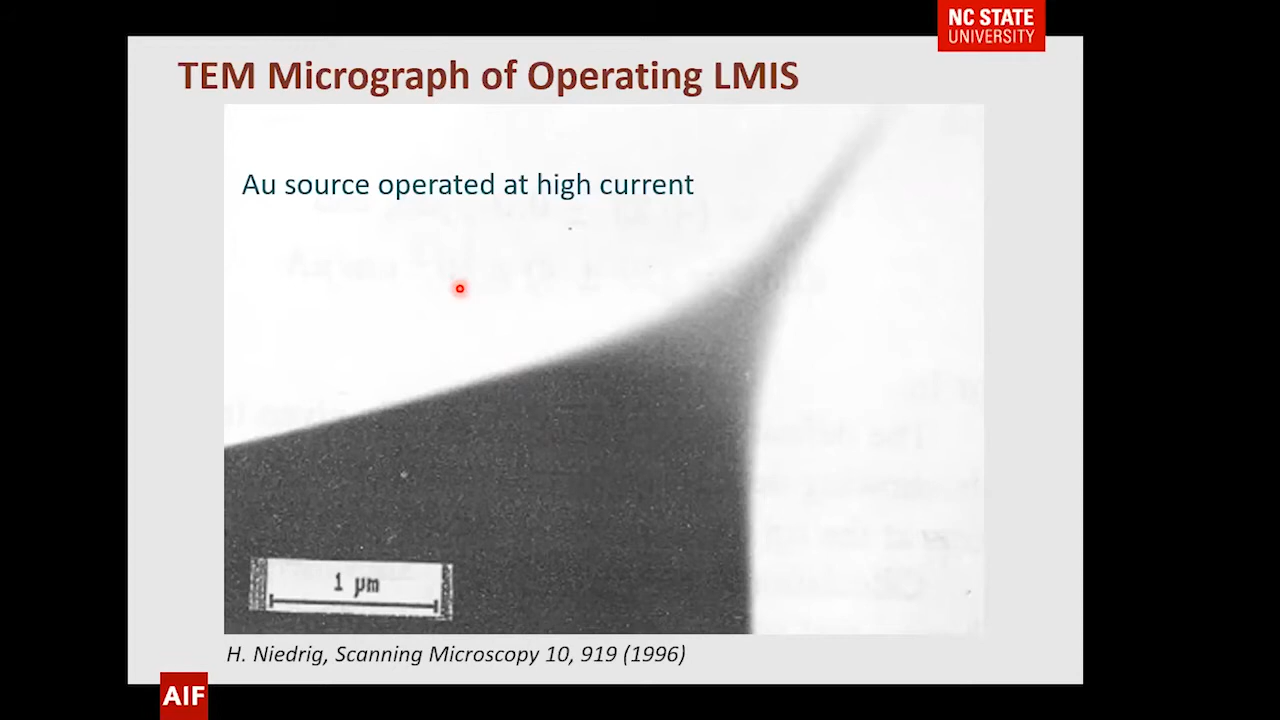 NC STATE
UNIVERSITY
TEM Micrograph of Operating LMIS
Au source operated at high current
1 µm
H. Niedrig, Scanning Microscopy 10, 919 (1996)
AIF